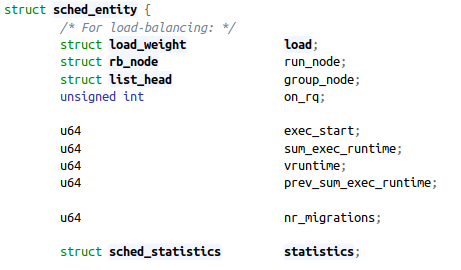 struct sched_entity {
/* For load-balancing: */
struct load_weight load;
struct rb_node run_node;
struct list_head group_node;
unsigned int on_rq;
u64 exec_start;
u64 sum_exec_runtime;
u64 vruntime;
u64 prev_sum_exec_runtime;
u64 nr_migrations;
struct sched_statistics statistics;